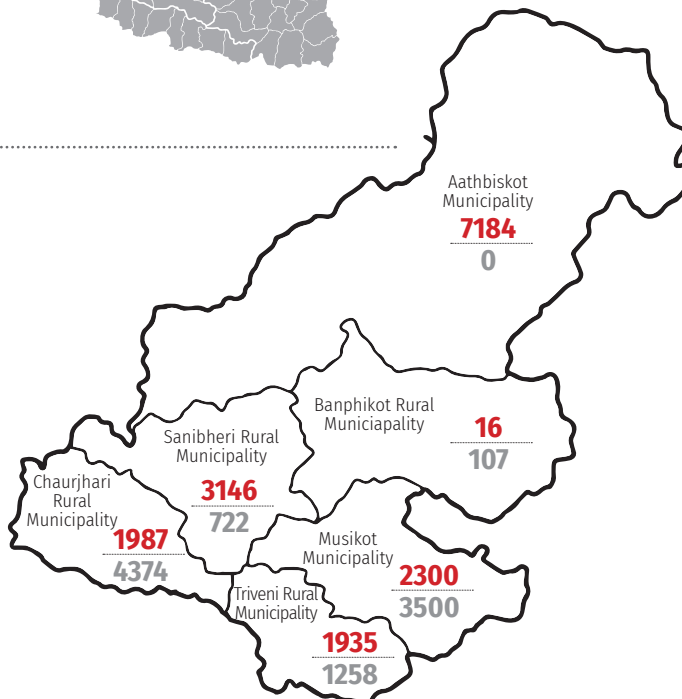 Aathbiskot
Municipality
7184
0
Banphikot Rural
Municiapality
16
107
Sanibheri Rural
Municipality
3146
722
Chaurjhari
Rural
Municipality
1987
4374
Musikot
Municipality
2300
3500
Triveni Rural
Municipality
1935
1258